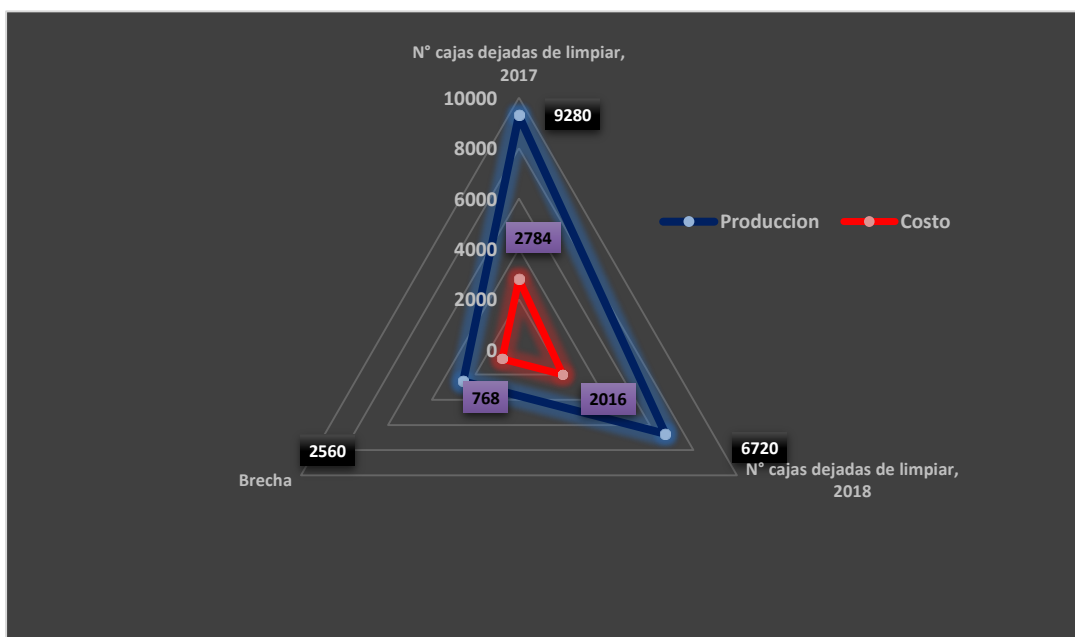 N° cajas dejadas de limpiar,
2017
10000
9280
8000
6000
Produccion
Costo
2784
4000
2000
0
768
2016
2560
6720
Brecha
N° cajas dejadas de limpiar,
2018